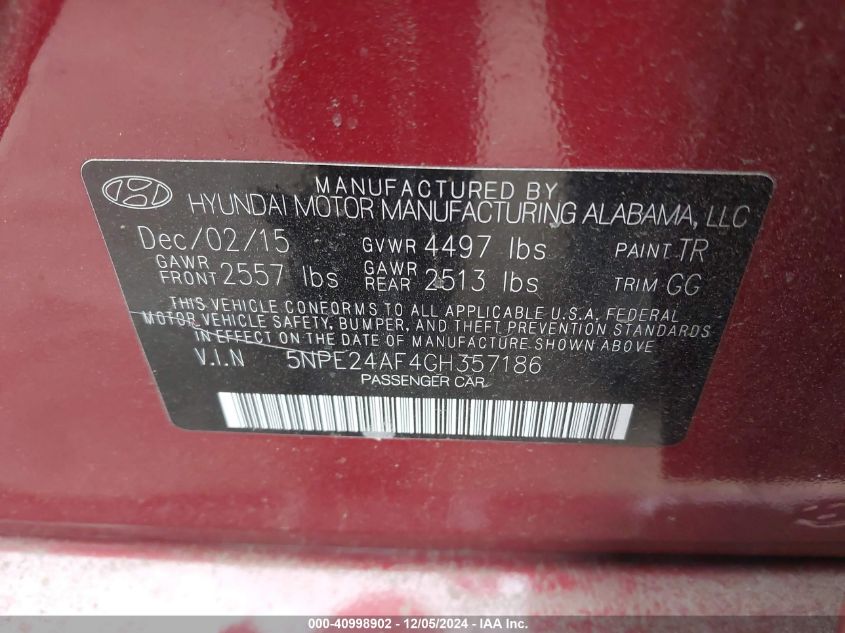 MANUFACTURED BY
HYUNDAI MOTOR MANUFACTURING ALABAMA, LLC
Dec/02/15 GVWR 4497 lbs PAINT TR
GAWR FRONT 2557 lbs GAWR REAR 2513 lbs TRIM GG
THIS VEHICLE CONFORMS TO ALL APPLICABLE U.S.A. FEDERAL
MOTOR VEHICLE SAFETY, BUMPER, AND THEFT PREVENTION STANDARDS
IN EFFECT ON THE DATE OF MANUFACTURE SHOWN ABOVE
V.I.N 5NPE24AF4GH357186
PASSENGER CAR
000-40998902 - 12/05/2024 - IAA Inc.